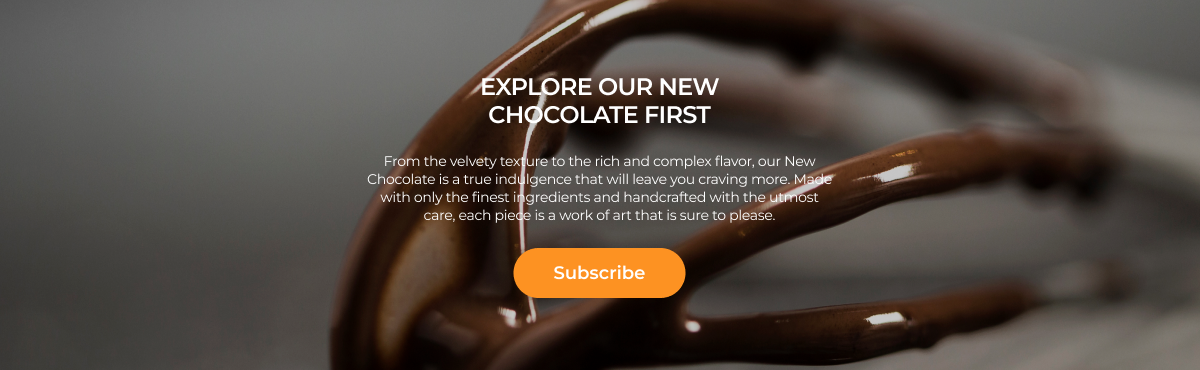 EXPLORE OUR NEW
CHOCOLATE FIRST
From the velvety texture to the rich and complex flavor, our New
Chocolate is a true indulgence that will leave you craving more. Made
with only the finest ingredients and handcrafted with the utmost
care, each piece is a work of art that is sure to please.
Subscribe